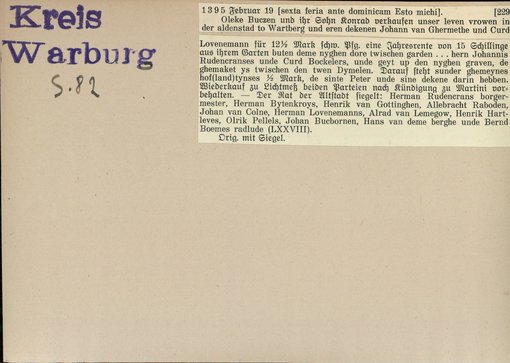 Kreis
Warburg
S. 82
1395 Februar 19 [sexta feria ante dominicam Esto michi]. [229
Oleke Buczen und ihr Sohn Konrad verkaufen unser leven vrowen in
der aldenstad to Wartberg und eren dekenen Johann van Ghermethe und Curd
Lovenemann für 12½ Mark schw. Pfg. eine Jahresrente von 15 Schillinge
aus ihrem Garten buten deme nyghen dore twischen garden . . . hern Johannis
Rudencranses unde Curd Bockelers, unde geyt up den nyghen graven, de
ghemaket ys twischen den twen Dymelen. Darauf steht sunder ghemeynes
hof(land)tynses ½ Mark, de sinte Peter unde sine dekene darin hebben.
Wiederkauf zu Lichtmeß beiden Parteien nach Kündigung zu Martini vor-
behalten. — Der Rat der Altstadt siegelt: Herman Rudencrans borger-
mester, Herman Bytenkroys, Henrik van Gottinghen, Allebracht Raboden,
Johan van Colne, Herman Lovenemanns, Alrad van Lemegow, Henrik Hart-
leves, Olrik Pellels, Johan Bucbornen, Hans van deme berghe unde Bernd
Boemes radlude (LXXVIII).
Orig. mit Siegel.